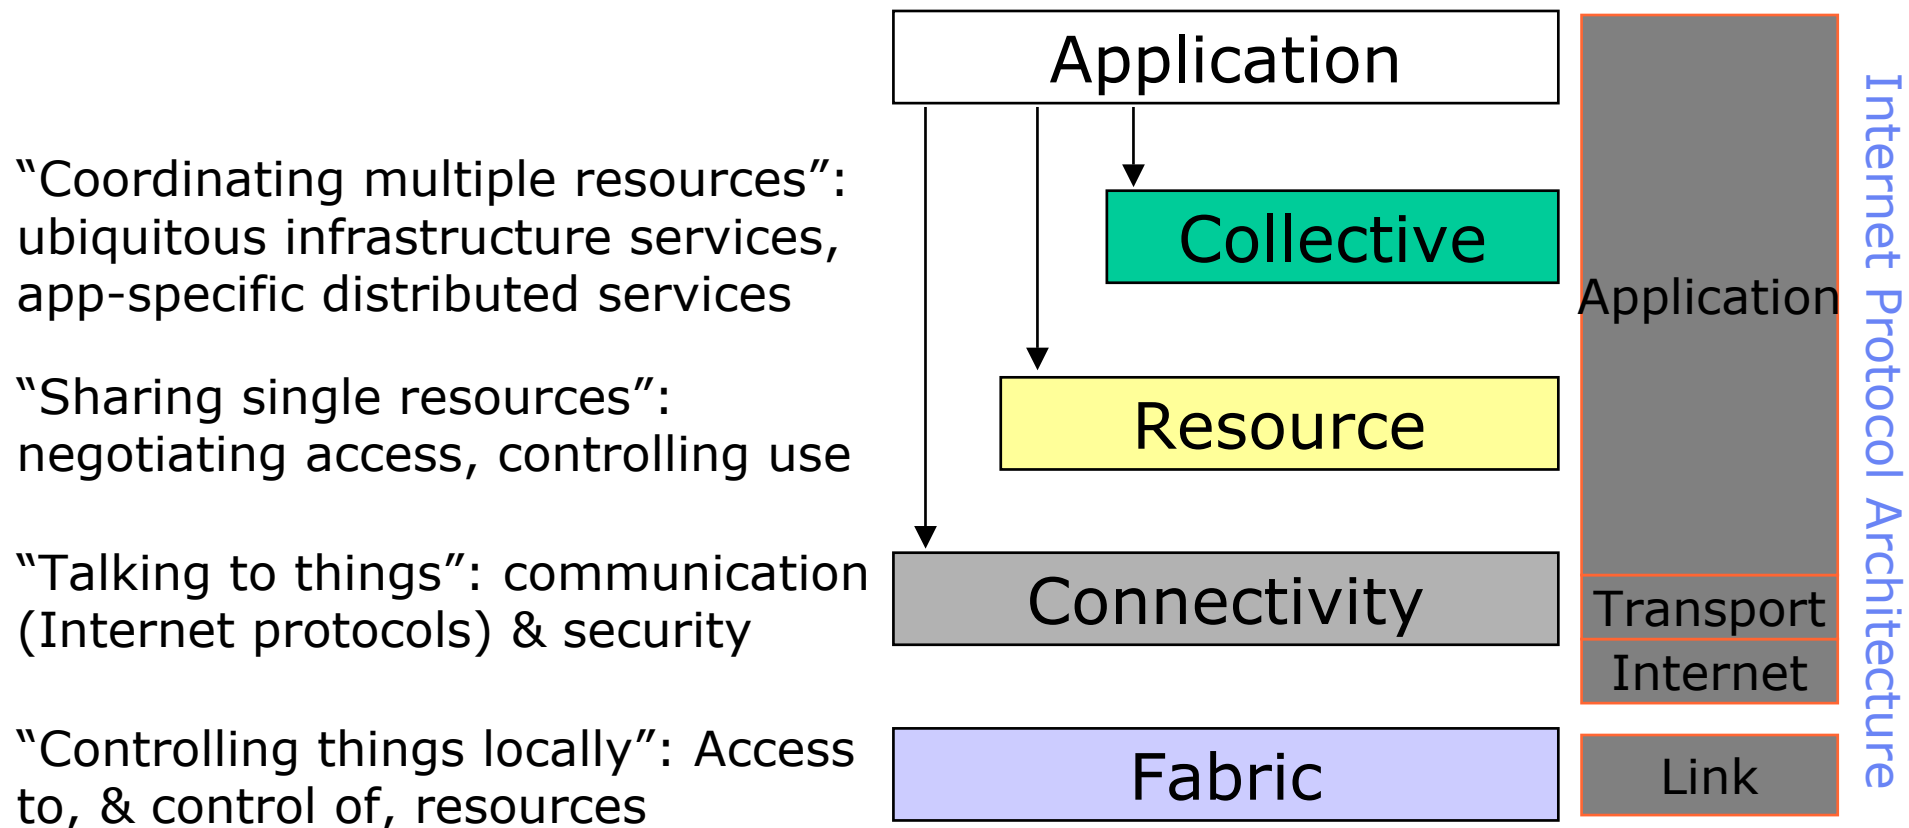 Application
“Coordinating multiple resources”:
ubiquitous infrastructure services,
app-specific distributed services
Collective
“Sharing single resources”:
negotiating access, controlling use
Resource
“Talking to things”: communication
(Internet protocols) & security
Connectivity
“Controlling things locally”: Access
to, & control of, resources
Fabric
Application
Transport
Internet
Link
Internet Protocol Architecture